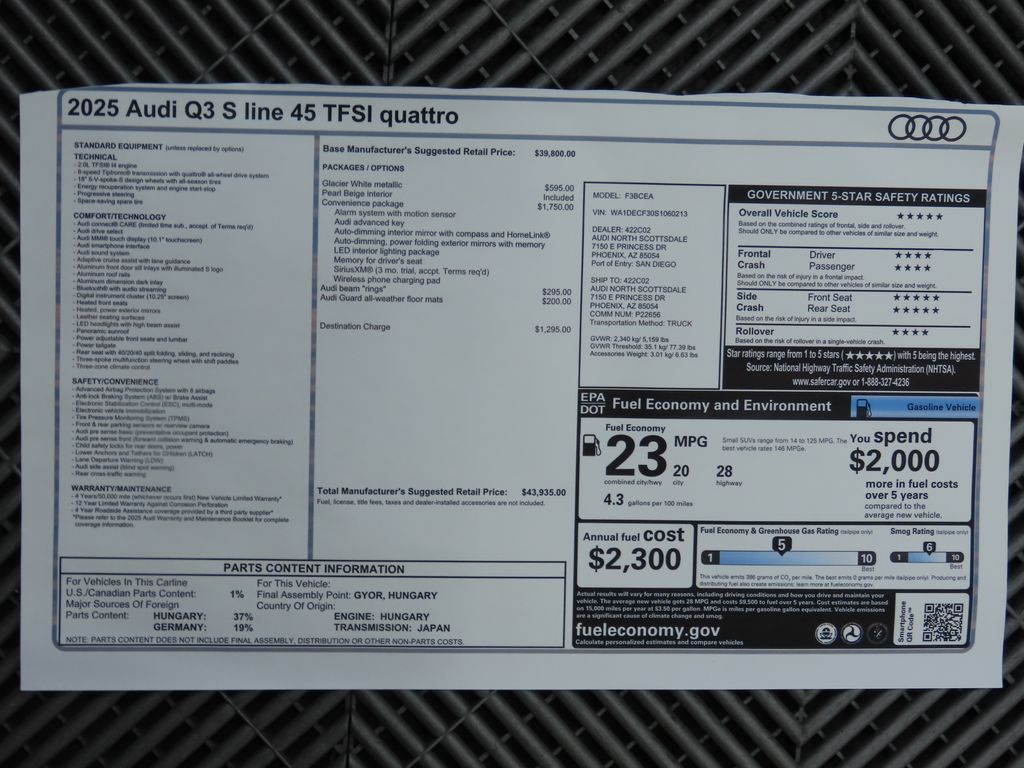 2025 Audi Q3 S line 45 TFSI quattro
STANDARD EQUIPMENT (unless replaced by options)
TECHNICAL
- 2.0L TFSI® I4 engine
- 8-speed Tiptronic® transmission with quattro® all-wheel drive system
- 18" 5-V-spoke-S design wheels with all-season tires
- Energy recuperation system and engine start-stop
- Progressive steering
- Space-saving spare tire
COMFORT/TECHNOLOGY
- Audi connect® CARE (limited time sub., accept. of Terms req'd)
- Audi drive select
- Audi MMI® touch display (10.1" touchscreen)
- Audi smartphone interface
- Audi sound system
- Adaptive cruise assist with lane guidance
- Aluminum front door sill inlays with illuminated S logo
- Aluminum roof rails
- Aluminum dimension dark inlay
- Bluetooth® with audio streaming
- Digital instrument cluster (10.25" screen)
- Heated front seats
- Heated, power exterior mirrors
- Leather seating surfaces
- LED headlights with high beam assist
- Panoramic sunroof
- Power adjustable front seats and lumbar
- Power tailgate
- Rear seat with 40/20/40 split folding, sliding, and reclining
- Three-spoke multifunction steering wheel with shift paddles
- Three-zone climate control
SAFETY/CONVENIENCE
- Advanced Airbag Protection System with 6 airbags
- Anti-lock Braking System (ABS) w/ Brake Assist
- Electronic Stabilization Control (ESC), multi-mode
- Electronic vehicle immobilization
- Tire Pressure Monitoring System (TPMS)
- Front & rear parking sensors w/ rearview camera
- Audi pre sense basic (preventative occupant protection)
- Audi pre sense front (forward collision warning & automatic emergency braking)
- Child safety locks for rear doors, power
- Lower Anchors and Tethers for Children (LATCH)
- Lane Departure Warning (LDW)
- Audi side assist (blind spot warning)
- Rear cross-traffic warning
WARRANTY/MAINTENANCE
- 4 Years/50,000 mile (whichever occurs first) New Vehicle Limited Warranty*
- 12 Year Limited Warranty Against Corrosion Perforation
- 4 Year Roadside Assistance coverage provided by a third party supplier*
*Please refer to the 2025 Audi Warranty and Maintenance Booklet for complete
coverage information.
Base Manufacturer's Suggested Retail Price: $39,800.00
PACKAGES / OPTIONS
Glacier White metallic $595.00
Pearl Beige interior Included
Convenience package $1,750.00
Alarm system with motion sensor
Audi advanced key
Auto-dimming interior mirror with compass and HomeLink®
Auto-dimming, power folding exterior mirrors with memory
LED interior lighting package
Memory for driver's seat
SiriusXM® (3 mo. trial, accpt. Terms req'd)
Wireless phone charging pad
Audi beam "rings" $295.00
Audi Guard all-weather floor mats $200.00
Destination Charge $1,295.00
Total Manufacturer's Suggested Retail Price: $43,935.00
Fuel, license, title fees, taxes and dealer-installed accessories are not included.
MODEL: F3BCEA
VIN: WA1DECF30S1060213
DEALER: 422C02
AUDI NORTH SCOTTSDALE
7150 E PRINCESS DR
PHOENIX, AZ 85054
Port of Entry: SAN DIEGO
SHIP TO: 422C02
AUDI NORTH SCOTTSDALE
7150 E PRINCESS DR
PHOENIX, AZ 85054
COMM NUM: P22656
Transportation Method: TRUCK
GVWR: 2,340 kg/ 5,159 lbs
GVWR Threshold: 35.1 kg/ 77.39 lbs
Accessories Weight: 3.01 kg/ 6.63 lbs
GOVERNMENT 5-STAR SAFETY RATINGS
Overall Vehicle Score ★★★★★
Based on the combined ratings of frontal, side and rollover.
Should ONLY be compared to other vehicles of similar size and weight.
Frontal Driver ★★★★
Crash Passenger ★★★★
Based on the risk of injury in a frontal impact.
Should ONLY be compared to other vehicles of similar size and weight.
Side Front Seat ★★★★★
Crash Rear Seat ★★★★★
Based on the risk of injury in a side impact.
Rollover ★★★★
Based on the risk of rollover in a single-vehicle crash.
Star ratings range from 1 to 5 stars (★★★★★) with 5 being the highest.
Source: National Highway Traffic Safety Administration (NHTSA).
www.safercar.gov or 1-888-327-4236
EPA
DOT Fuel Economy and Environment Gasoline Vehicle
Fuel Economy
23 MPG
combined city/hwy
20 city
28 highway
4.3 gallons per 100 miles
Small SUVs range from 14 to 125 MPG. The
best vehicle rates 146 MPGe.
You spend
$2,000
more in fuel costs
over 5 years
compared to the
average new vehicle.
Annual fuel cost
$2,300
Fuel Economy & Greenhouse Gas Rating (tailpipe only)
1 5 10
Best
Smog Rating (tailpipe only)
1 6 10
Best
This vehicle emits 386 grams of CO₂ per mile. The best emits 0 grams per mile (tailpipe only). Producing and
distributing fuel also create emissions; learn more at fueleconomy.gov.
Actual results will vary for many reasons, including driving conditions and how you drive and maintain your
vehicle. The average new vehicle gets 28 MPG and costs $9,500 to fuel over 5 years. Cost estimates are based
on 15,000 miles per year at $3.50 per gallon. MPGe is miles per gasoline gallon equivalent. Vehicle emissions
are a significant cause of climate change and smog.
fueleconomy.gov
Calculate personalized estimates and compare vehicles
Smartphone
QR Code™
PARTS CONTENT INFORMATION
For Vehicles In This Carline
U.S./Canadian Parts Content: 1%
Major Sources Of Foreign
Parts Content: HUNGARY: 37%
GERMANY: 19%
For This Vehicle:
Final Assembly Point: GYOR, HUNGARY
Country Of Origin:
ENGINE: HUNGARY
TRANSMISSION: JAPAN
NOTE: PARTS CONTENT DOES NOT INCLUDE FINAL ASSEMBLY, DISTRIBUTION OR OTHER NON-PARTS COSTS.